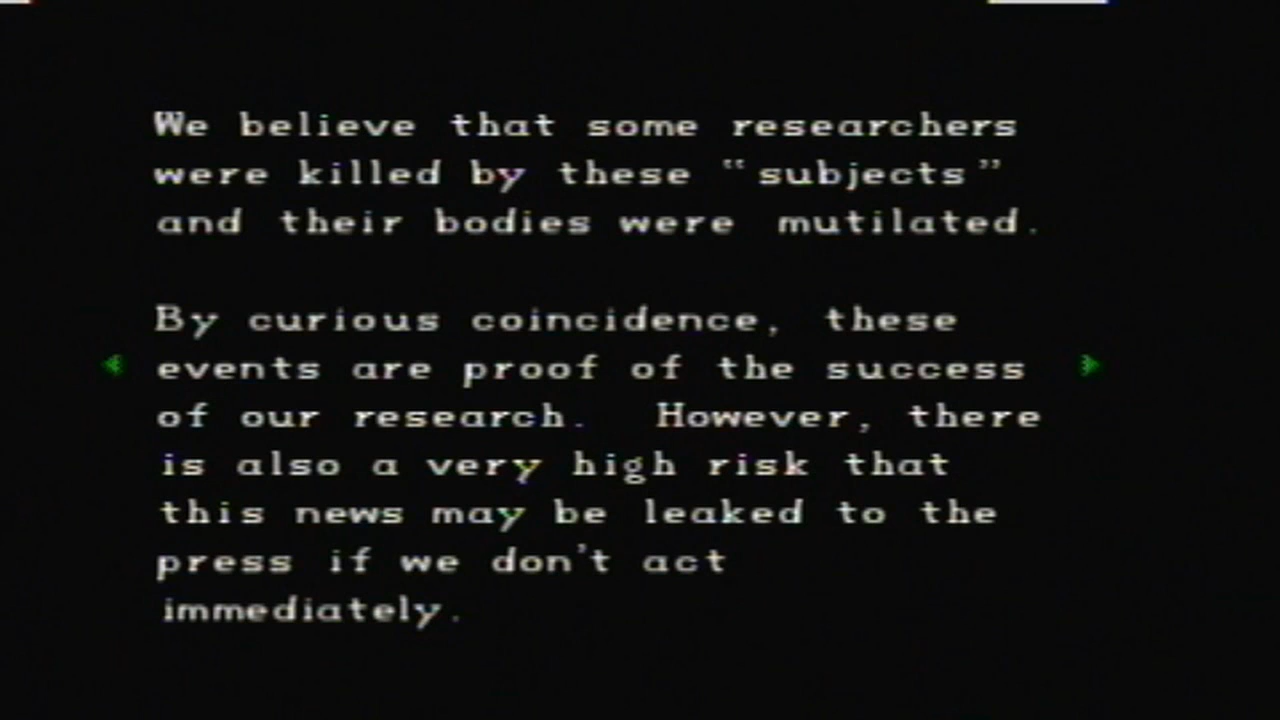 We believe that some researchers
were killed by these “subjects”
and their bodies were mutilated.
By curious coincidence, these
events are proof of the success
of our research. However, there
is also a very high risk that
this news may be leaked to the
press if we don't act
immediately.